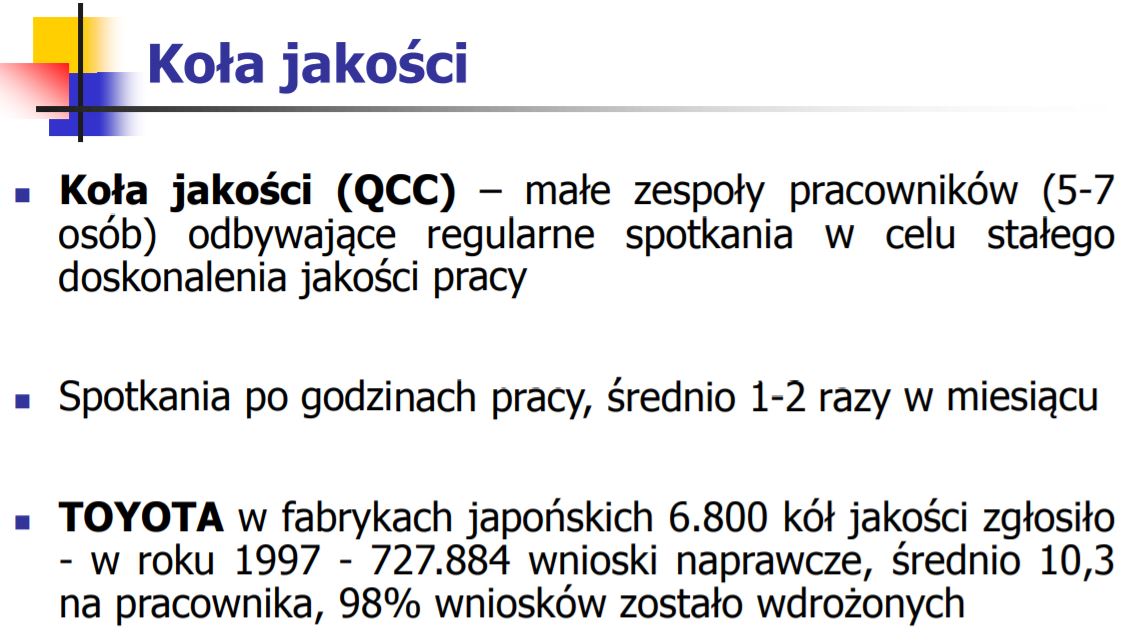 Koła jakości
Koła jakości (QCC) – małe zespoły pracowników (5-7
osób) odbywające regularne spotkania w celu stałego
doskonalenia jakości pracy
Spotkania po godzinach pracy, średnio 1-2 razy w miesiącu
TOYOTA w fabrykach japońskich 6.800 kół jakości zgłosiło
- w roku 1997 - 727.884 wnioski naprawcze, średnio 10,3
na pracownika, 98% wniosków zostało wdrożonych